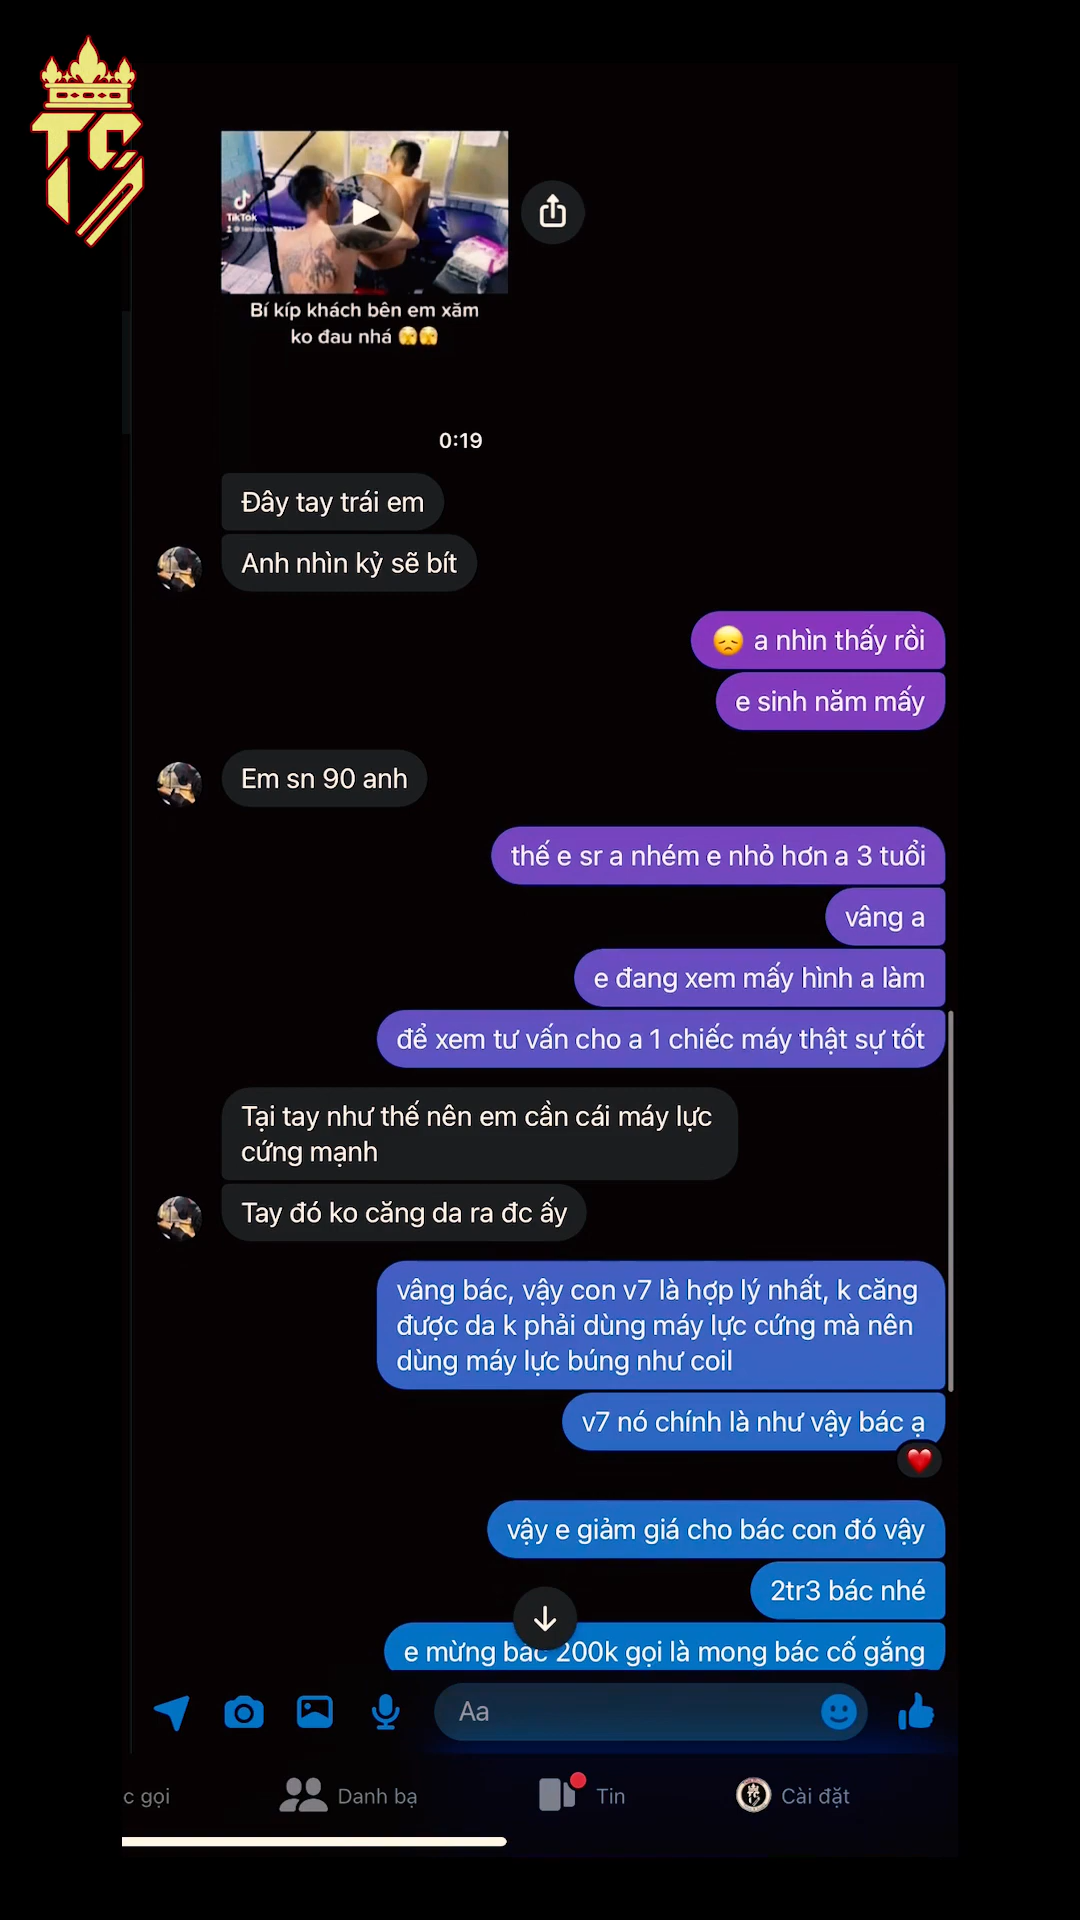 TS
TikTok
Bí kíp khách bên em xăm
ko đau nhá 🫣🫣
0:19
Đây tay trái em
Anh nhìn kỷ sẽ bít
😞 a nhìn thấy rồi
e sinh năm mấy
Em sn 90 anh
thế e sr a nhém e nhỏ hơn a 3 tuổi
vâng a
e đang xem mấy hình a làm
để xem tư vấn cho a 1 chiếc máy thật sự tốt
Tại tay như thế nên em cần cái máy lực
cứng mạnh
Tay đó ko căng da ra đc ấy
vâng bác, vậy con v7 là hợp lý nhất, k căng
được da k phải dùng máy lực cứng mà nên
dùng máy lực búng như coil
v7 nó chính là như vậy bác ạ
❤️
vậy e giảm giá cho bác con đó vậy
2tr3 bác nhé
e mừng bác 200k gọi là mong bác cố gắng
Aa
c gọi
Danh bạ
Tin
Cài đặt